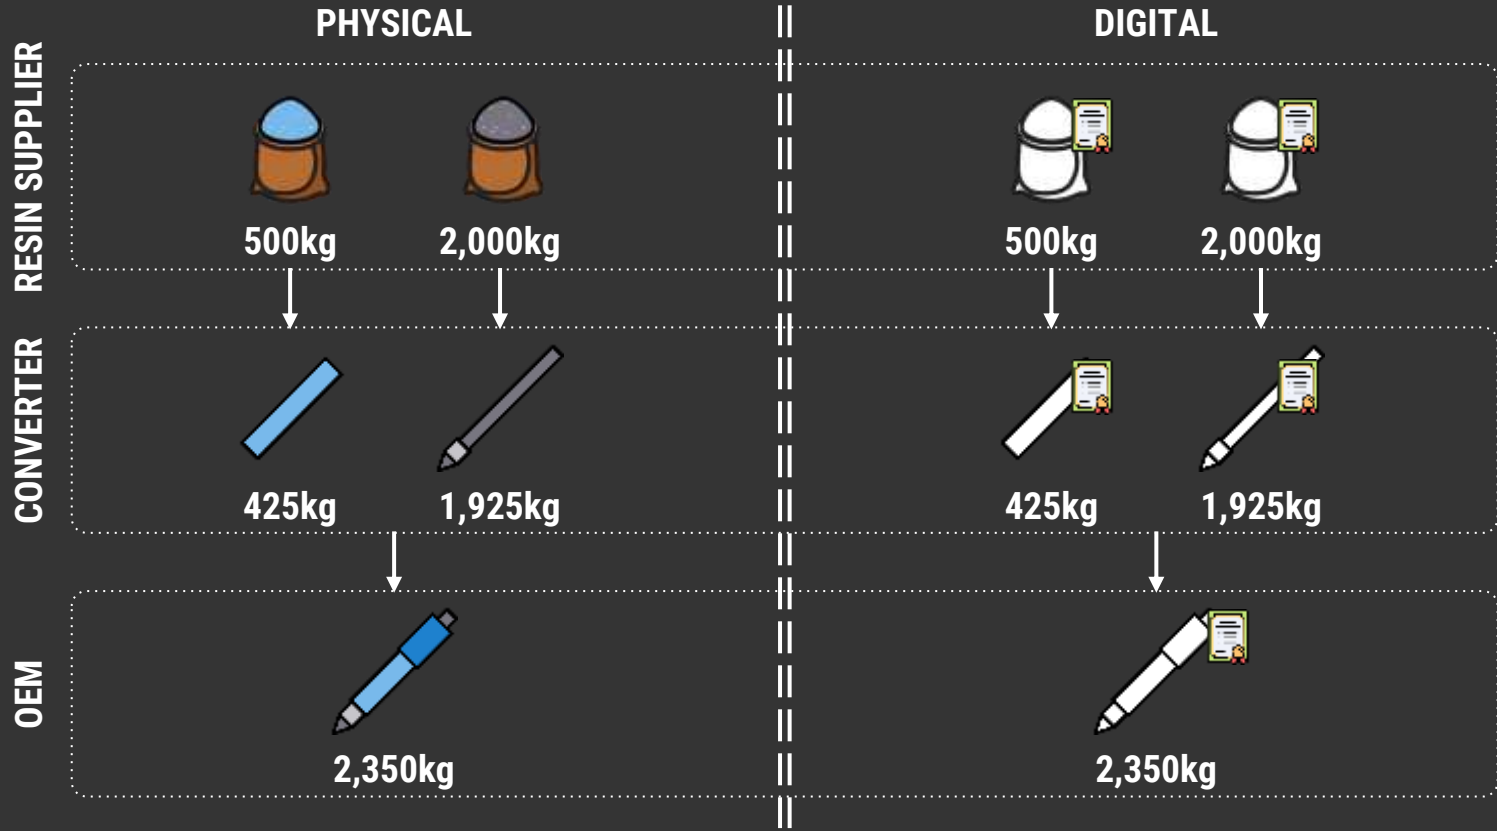 PHYSICAL
DIGITAL
RESIN SUPPLIER
500kg
2,000kg
500kg
2,000kg
CONVERTER
425kg
1,925kg
425kg
1,925kg
OEM
2,350kg
2,350kg